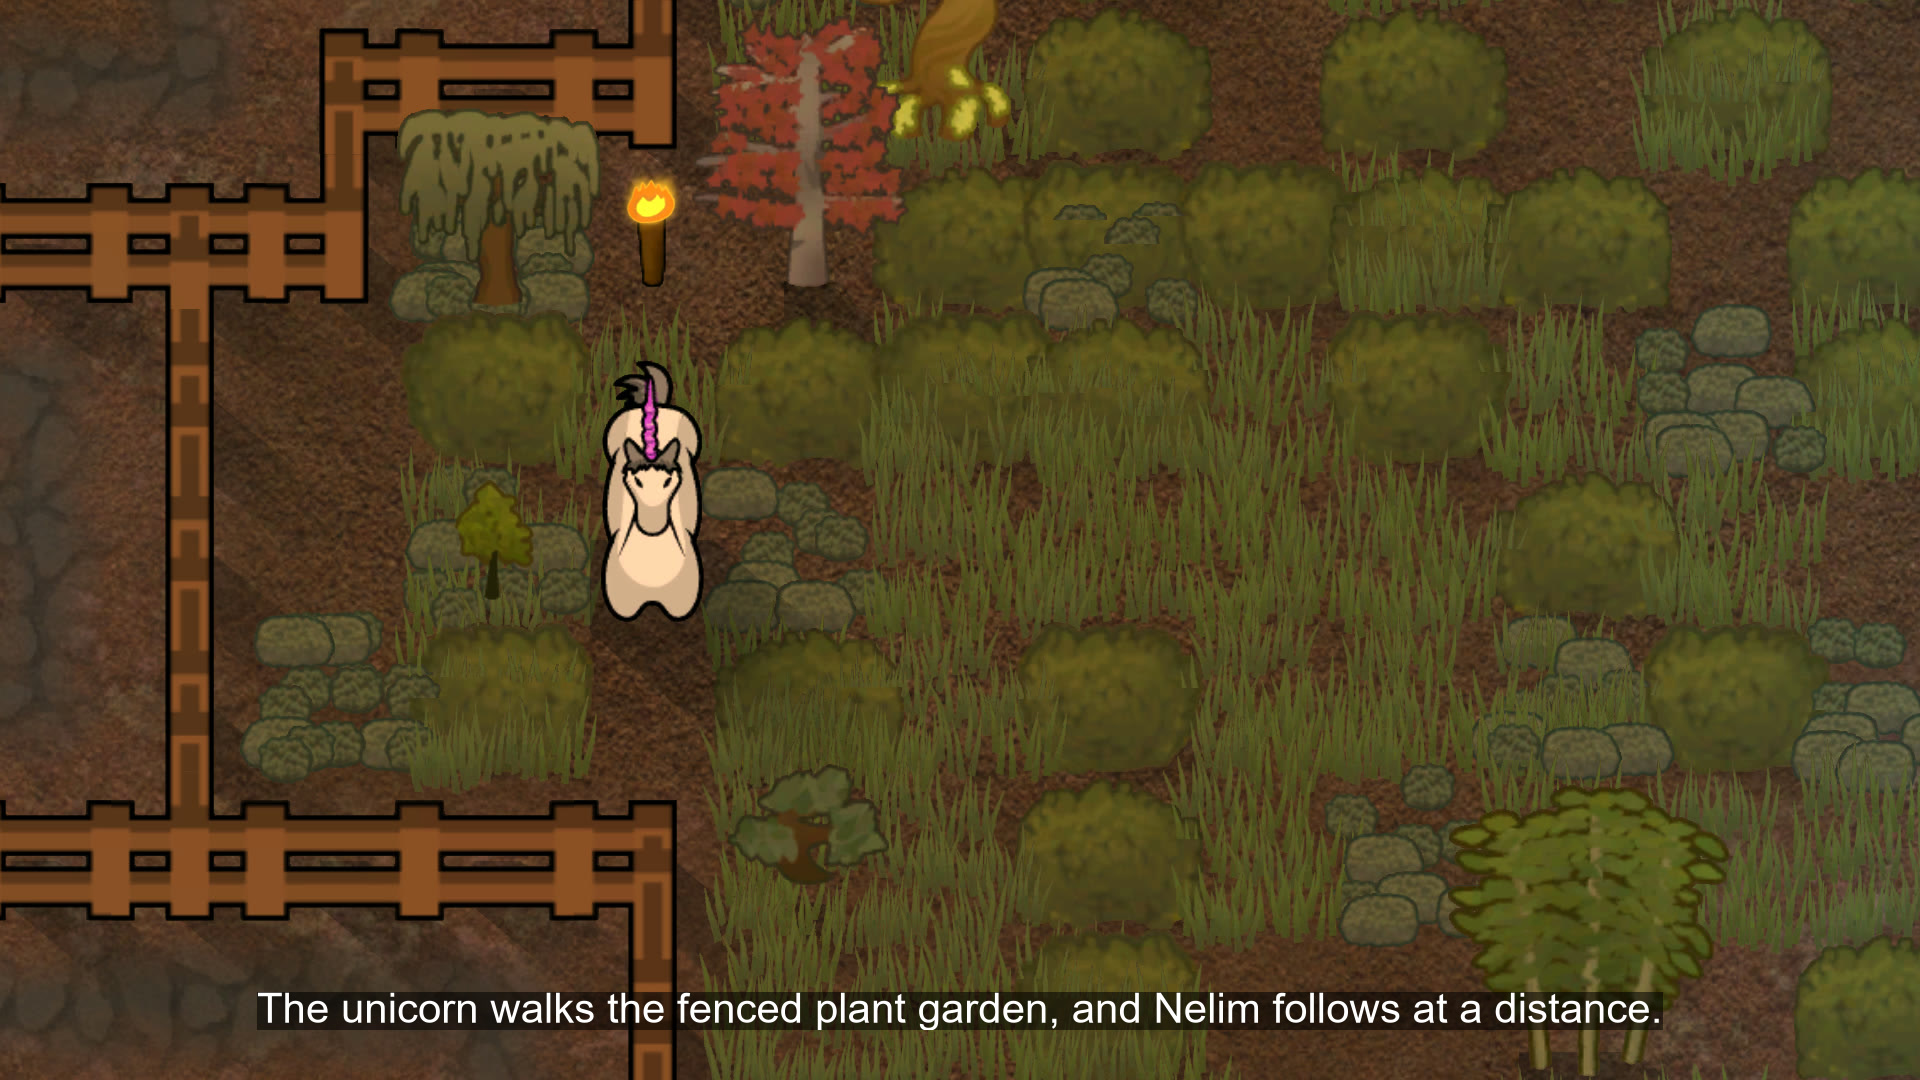 The unicorn walks the fenced plant garden, and Nelim follows at a distance.